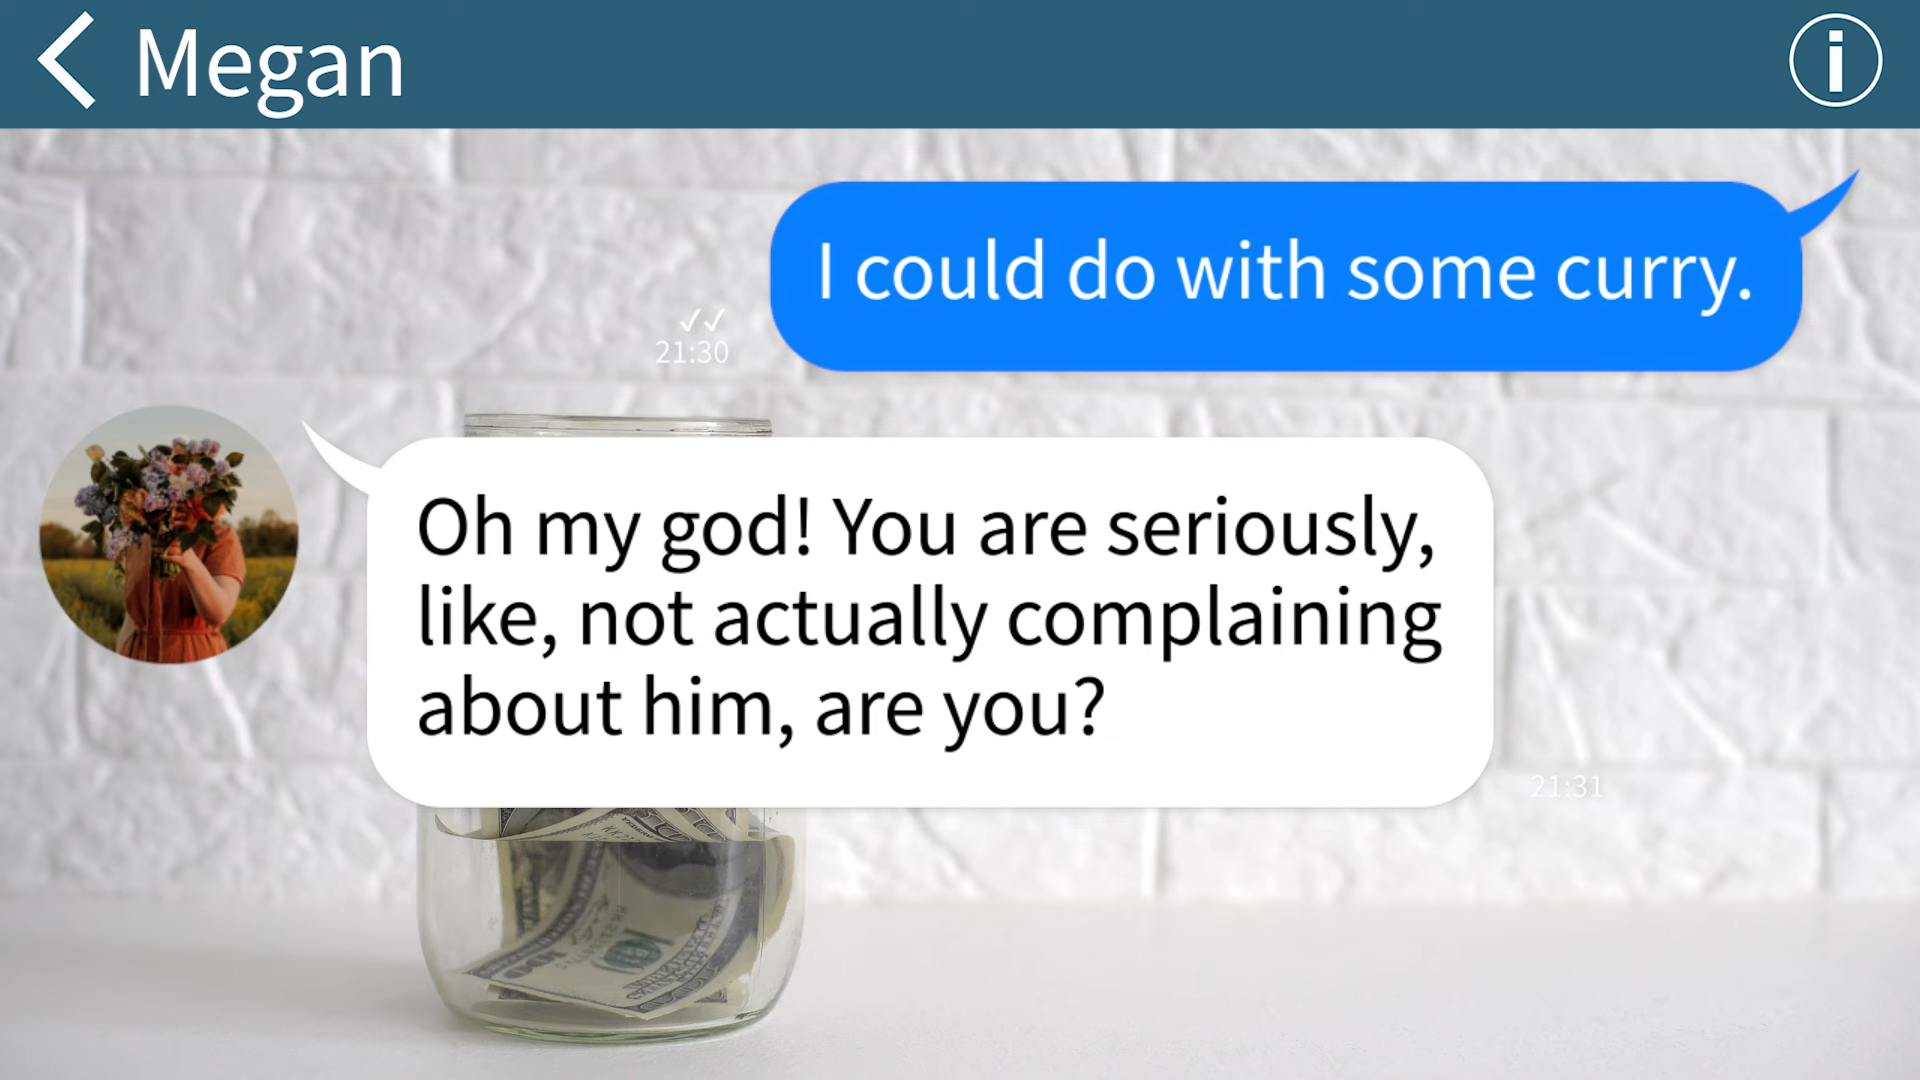 Megan
I could do with some curry.
✓✓
21:30
Oh my god! You are seriously,
like, not actually complaining
about him, are you?
21:31
100